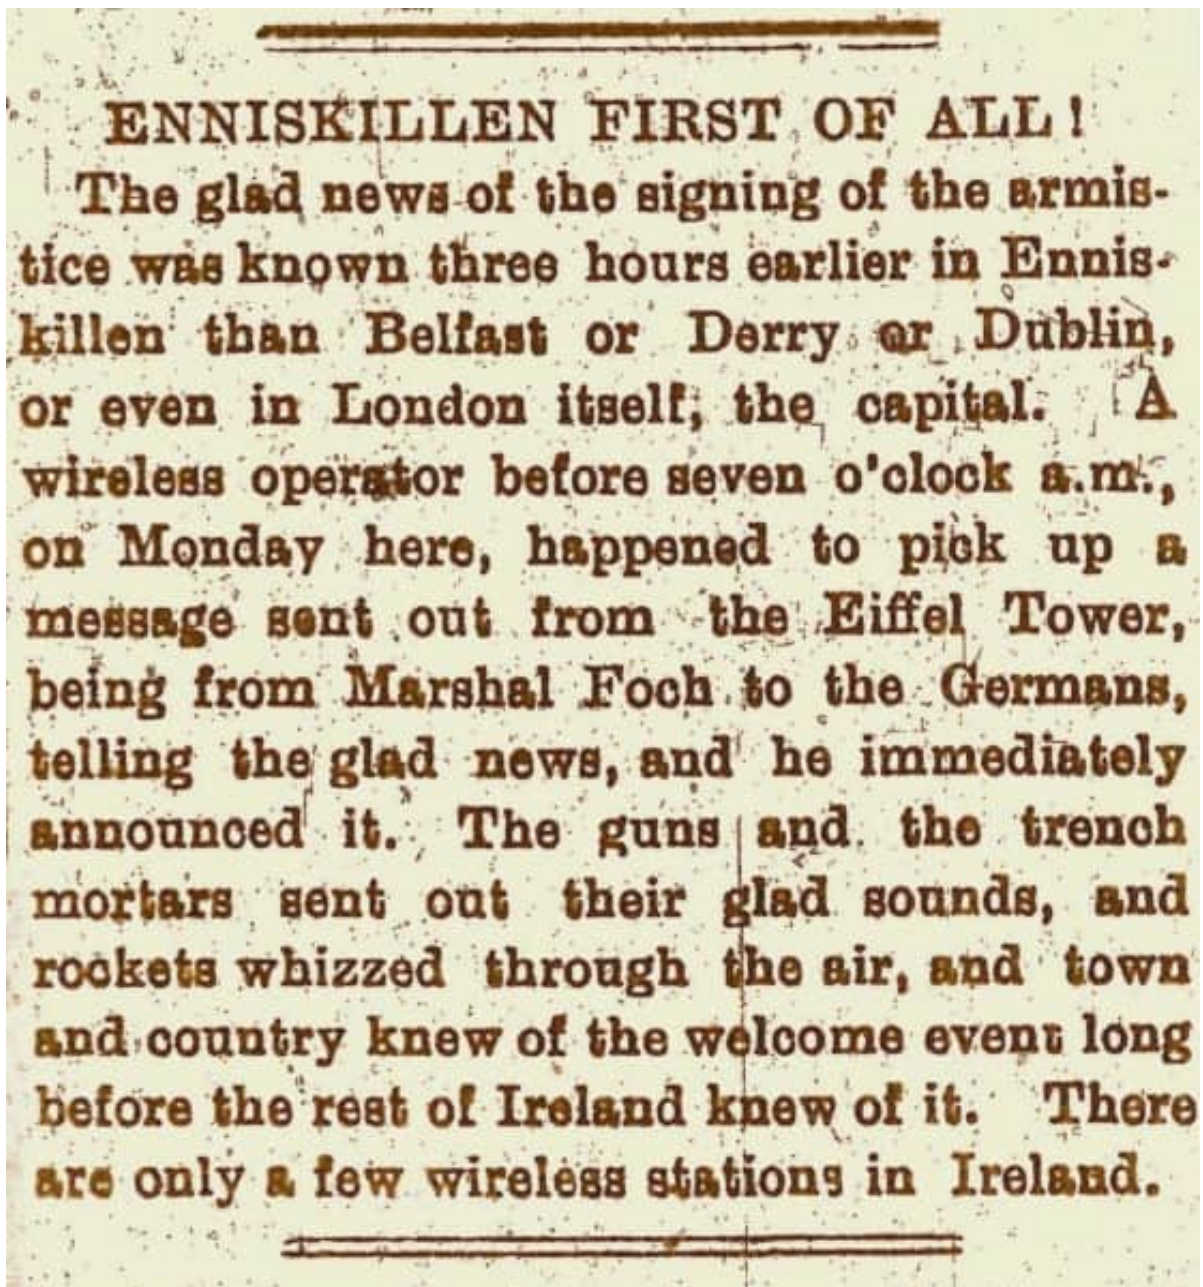 ENNISKILLEN FIRST OF ALL!
The glad news of the signing of the armis-
tice was known three hours earlier in Ennis-
killen than Belfast or Derry or Dublin,
or even in London itself, the capital. A
wireless operator before seven o'clock a.m.,
on Monday here, happened to pick up a
message sent out from the Eiffel Tower,
being from Marshal Foch to the Germans,
telling the glad news, and he immediately
announced it. The guns and the trench
mortars sent out their glad sounds, and
rockets whizzed through the air, and town
and country knew of the welcome event long
before the rest of Ireland knew of it. There
are only a few wireless stations in Ireland.